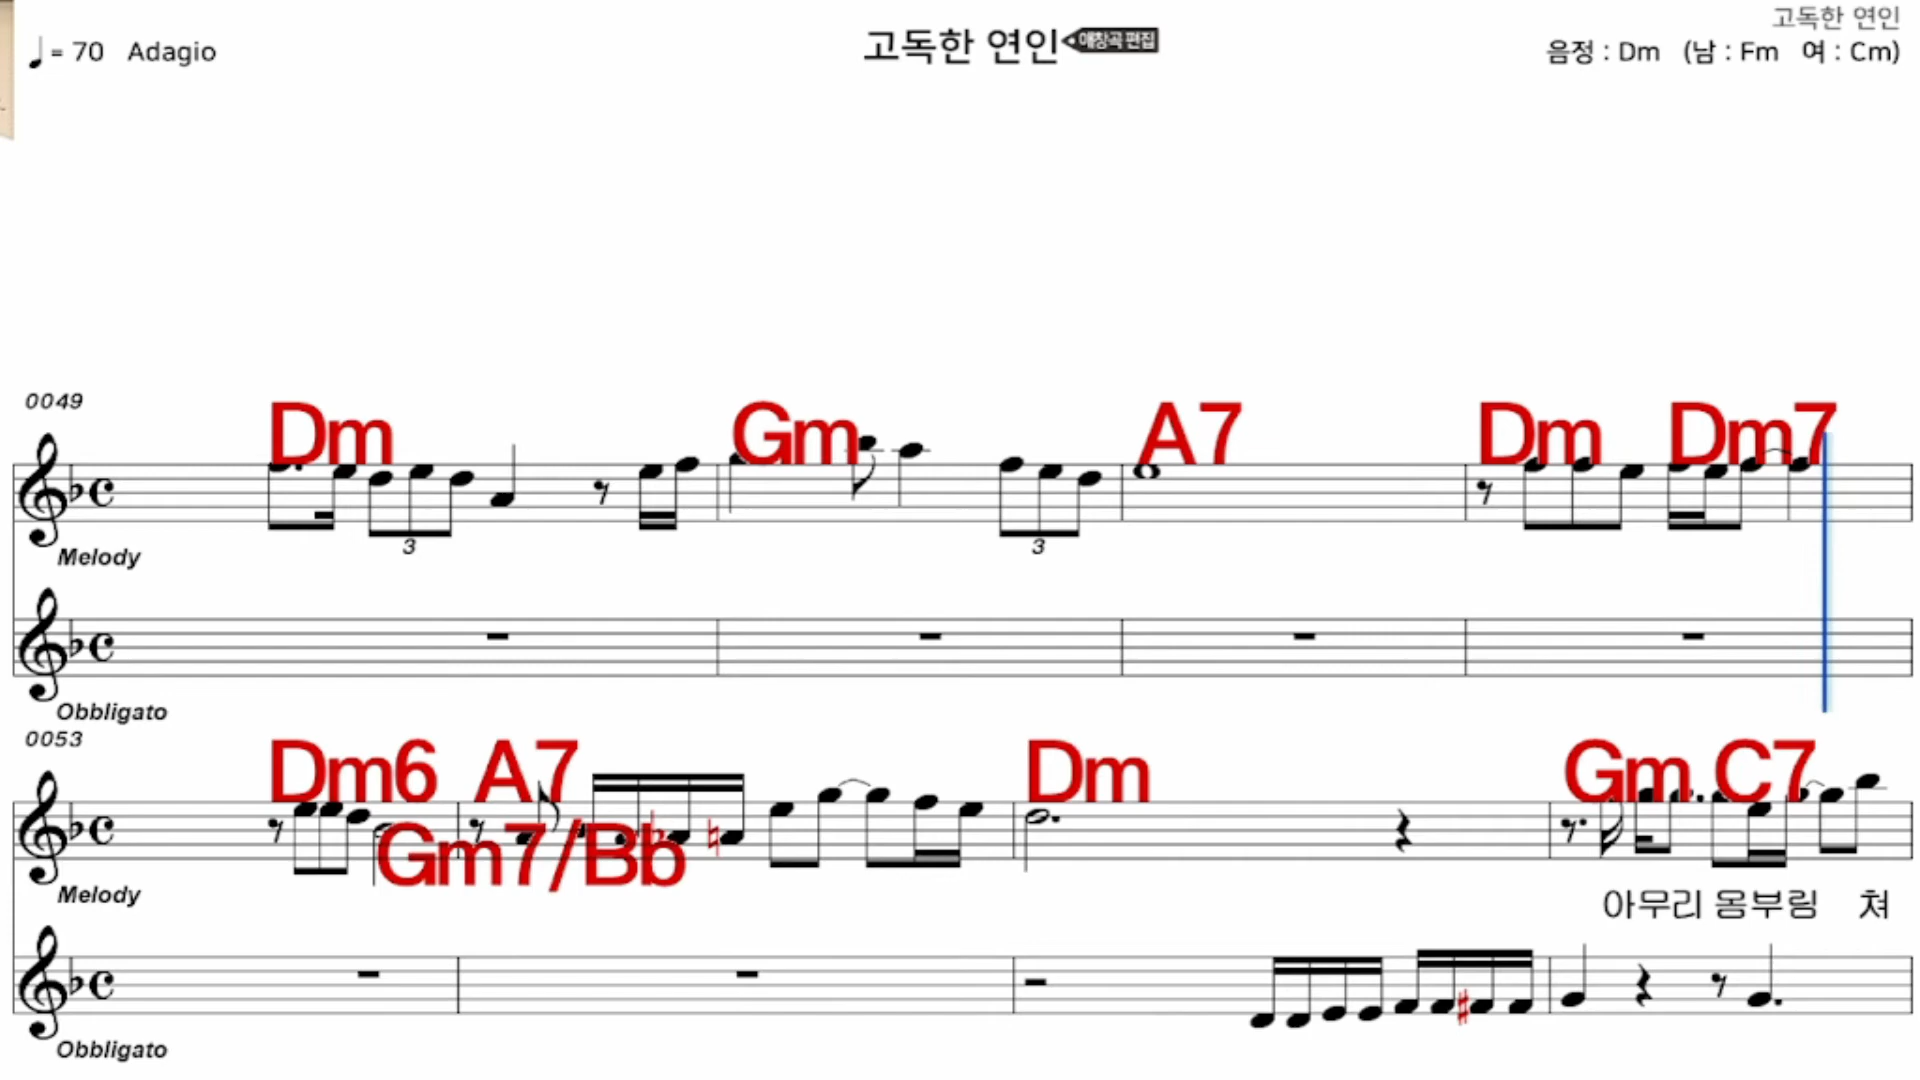 고독한 연인
♩= 70 Adagio
고독한 연인 애창곡 편집
음정 : Dm (남 : Fm 여 : Cm)
0049
Dm Gm A7 Dm Dm7
3 3
Melody
Obbligato
0053
Dm6 A7 Dm Gm C7
Gm7/Bb
Melody
아무리 몸부림 쳐
Obbligato